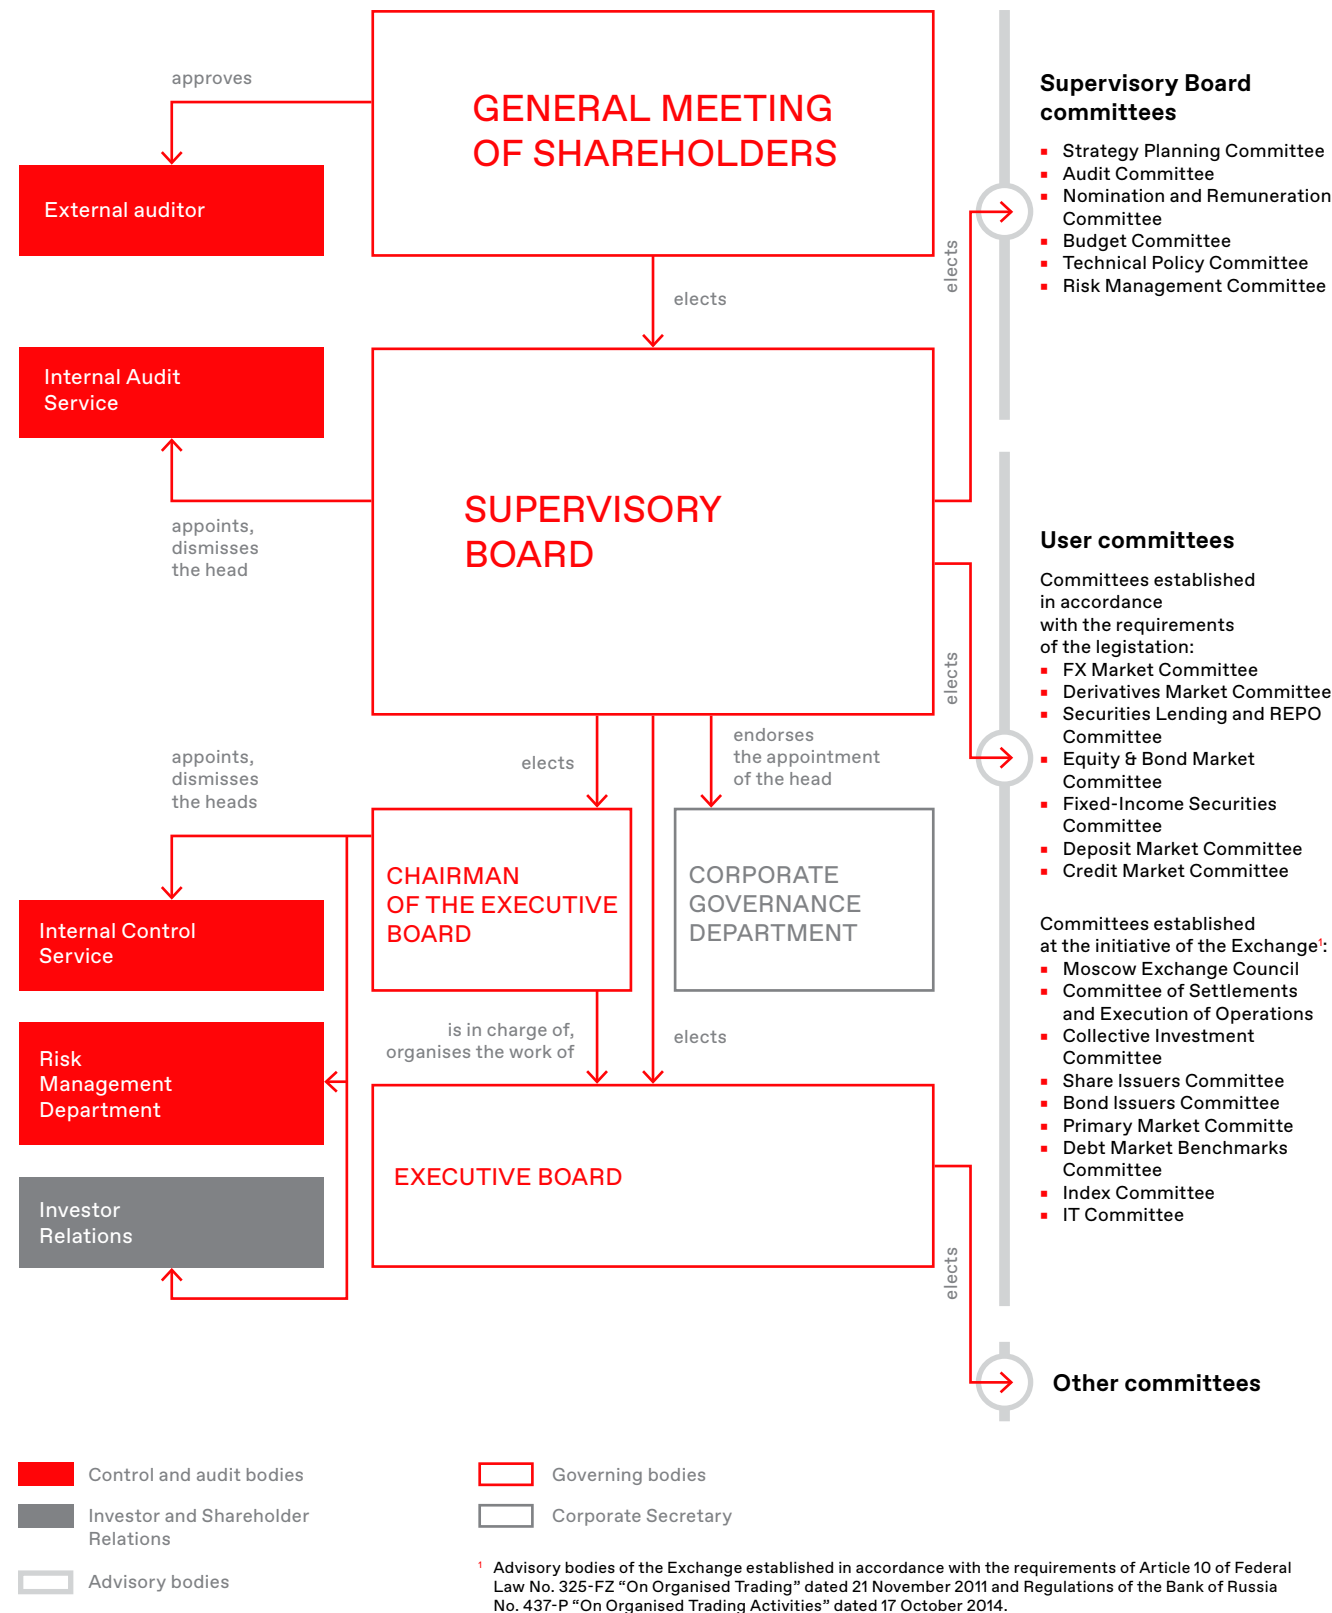 approves
GENERAL MEETING
OF SHAREHOLDERS
External auditor
elects
elects
Supervisory Board
committees
Strategy Planning Committee
Audit Committee
Nomination and Remuneration
Committee
Budget Committee
Technical Policy Committee
Risk Management Committee
Internal Audit
Service
appoints,
dismisses
the head
SUPERVISORY
BOARD
elects
User committees
Committees established
in accordance
with the requirements
of the legistation:
FX Market Committee
Derivatives Market Committee
Securities Lending and REPO
Committee
Equity & Bond Market
Committee
Fixed-Income Securities
Committee
Deposit Market Committee
Credit Market Committee
Committees established
at the initiative of the Exchange¹:
Moscow Exchange Council
Committee of Settlements
and Execution of Operations
Collective Investment
Committee
Share Issuers Committee
Bond Issuers Committee
Primary Market Committe
Debt Market Benchmarks
Committee
Index Committee
IT Committee
appoints,
dismisses
the heads
elects
endorses
the appointment
of the head
CHAIRMAN
OF THE EXECUTIVE
BOARD
CORPORATE
GOVERNANCE
DEPARTMENT
Internal Control
Service
is in charge of,
organises the work of
elects
Risk
Management
Department
EXECUTIVE BOARD
Investor
Relations
elects
Other committees
Control and audit bodies
Investor and Shareholder
Relations
Advisory bodies
Governing bodies
Corporate Secretary
¹ Advisory bodies of the Exchange established in accordance with the requirements of Article 10 of Federal
Law No. 325-FZ “On Organised Trading” dated 21 November 2011 and Regulations of the Bank of Russia
No. 437-P “On Organised Trading Activities” dated 17 October 2014.